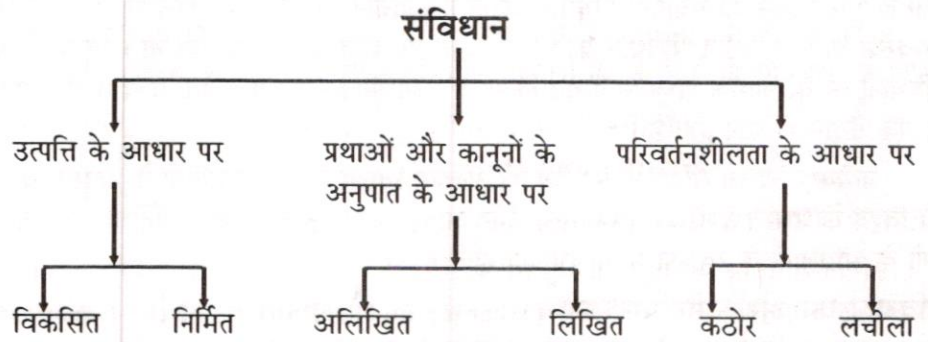 संविधान
उत्पत्ति के आधार पर
प्रथाओं और कानूनों के
अनुपात के आधार पर
परिवर्तनशीलता के आधार पर
विकसित
निर्मित
अलिखित
लिखित
कठोर
लचीला